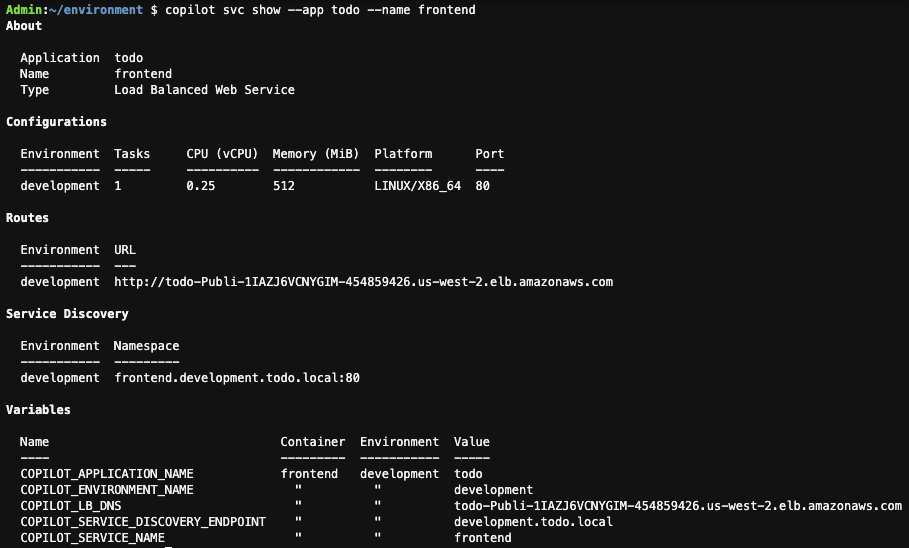 Admin:~/environment $ copilot svc show --app todo --name frontend
About
Application todo
Name frontend
Type Load Balanced Web Service
Configurations
Environment Tasks CPU (vCPU) Memory (MiB) Platform Port
----------- ----- ---------- ------------ -------- ----
development 1 0.25 512 LINUX/X86_64 80
Routes
Environment URL
----------- ---
development http://todo-Publi-1IAZJ6VCNYGIM-454859426.us-west-2.elb.amazonaws.com
Service Discovery
Environment Namespace
----------- ---------
development frontend.development.todo.local:80
Variables
Name Container Environment Value
---- --------- ----------- -----
COPILOT_APPLICATION_NAME frontend development todo
COPILOT_ENVIRONMENT_NAME " " development
COPILOT_LB_DNS " " todo-Publi-1IAZJ6VCNYGIM-454859426.us-west-2.elb.amazonaws.com
COPILOT_SERVICE_DISCOVERY_ENDPOINT " " development.todo.local
COPILOT_SERVICE_NAME " " frontend